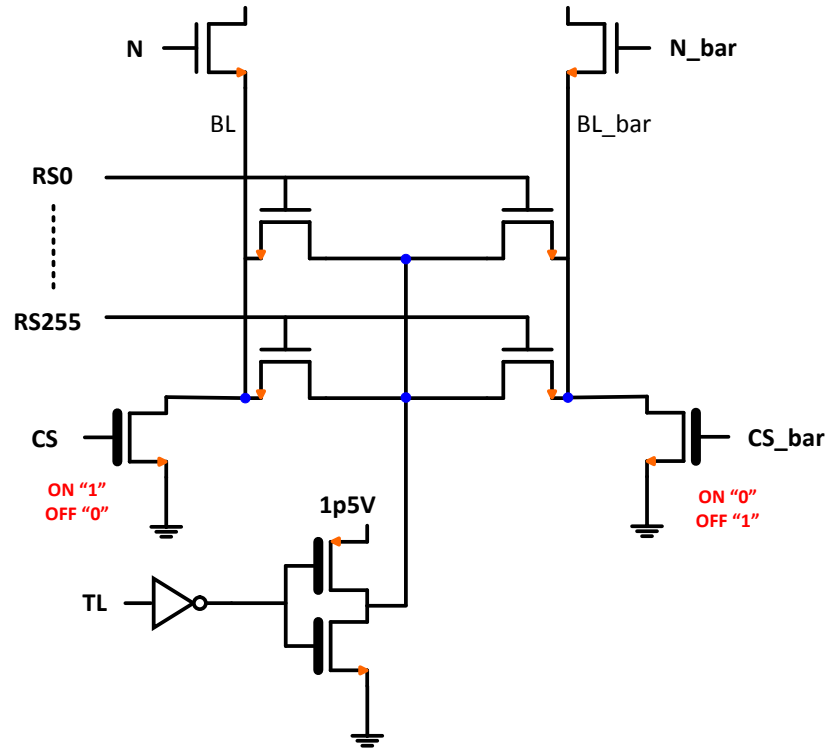 N
N_bar
BL
BL_bar
RS0
RS255
CS
CS_bar
ON “1”
OFF “0”
ON “0”
OFF “1”
1p5V
TL